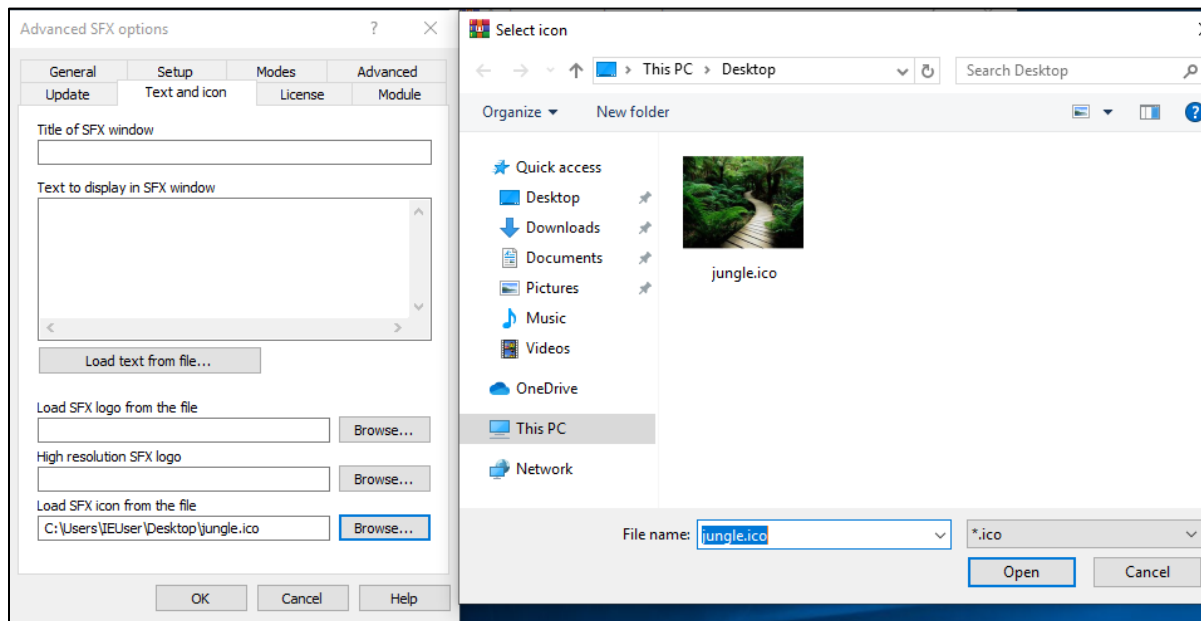 Advanced SFX options
?
General Setup Modes Advanced
Update Text and icon License Module
Title of SFX window
Text to display in SFX window
Load text from file...
Load SFX logo from the file
Browse...
High resolution SFX logo
Browse...
Load SFX icon from the file
C:\Users\IEUser\Desktop\jungle.ico Browse...
OK Cancel Help
Select icon
This PC > Desktop Search Desktop
Organize New folder ?
Quick access
Desktop
Downloads
Documents
Pictures
Music
Videos
OneDrive
This PC
Network
jungle.ico
File name: jungle.ico *.ico
Open Cancel